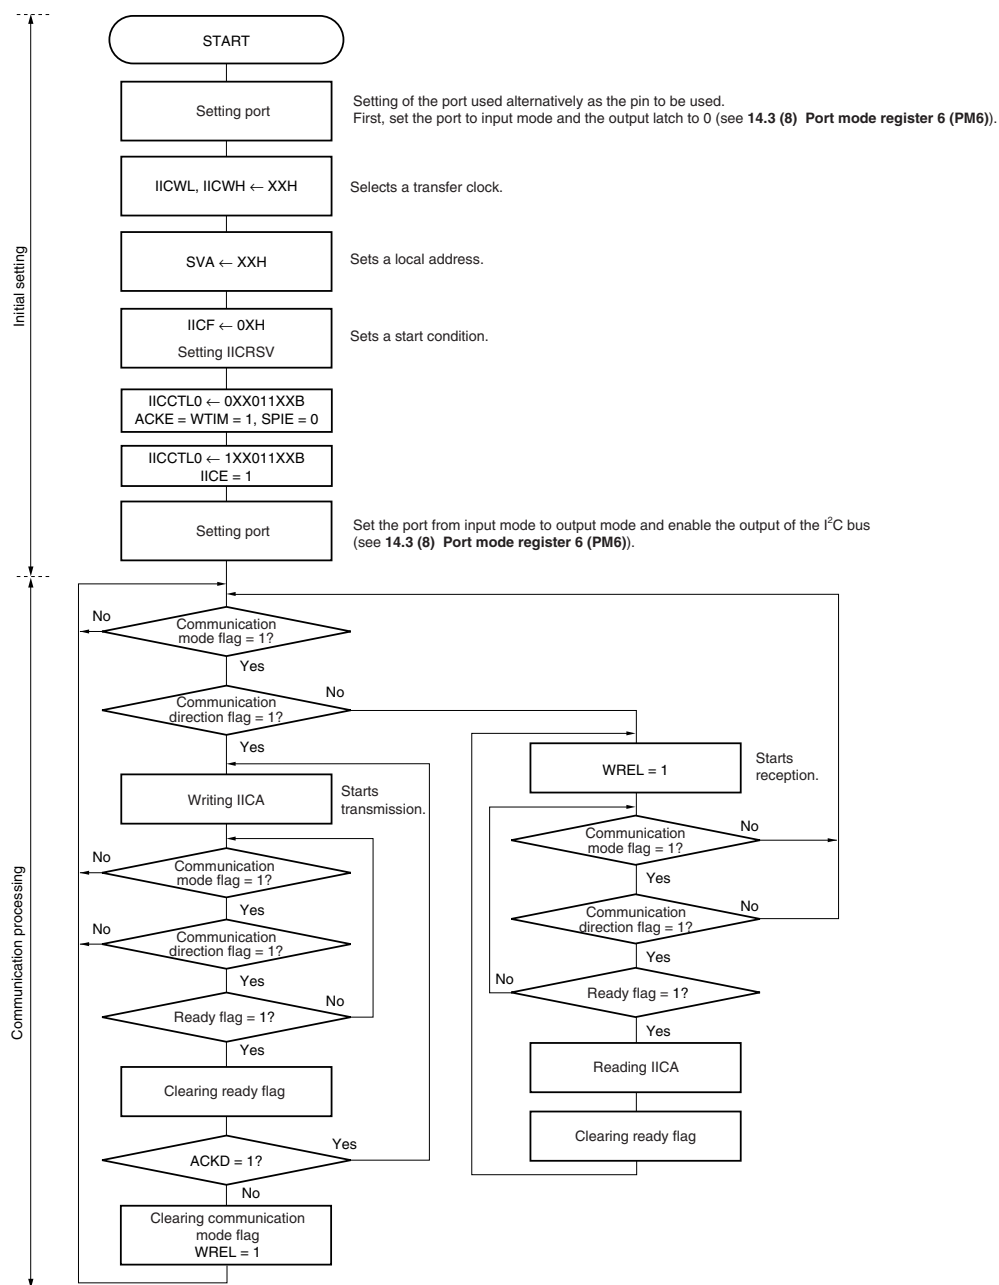 START
Setting port
Setting of the port used alternatively as the pin to be used.
First, set the port to input mode and the output latch to 0 (see 14.3 (8) Port mode register 6 (PM6)).
IICWL, IICWH ← XXH
Selects a transfer clock.
SVA ← XXH
Sets a local address.
Initial setting
IICF ← 0XH
Setting IICRSV
Sets a start condition.
IICCTL0 ← 0XX011XXB
ACKE = WTIM = 1, SPIE = 0
IICCTL0 ← 1XX011XXB
IICE = 1
Setting port
Set the port from input mode to output mode and enable the output of the I²C bus
(see 14.3 (8) Port mode register 6 (PM6)).
No
Communication
mode flag = 1?
Yes
No
Communication
direction flag = 1?
Yes
Writing IICA
Starts
transmission.
No
Communication
mode flag = 1?
Yes
No
Communication
direction flag = 1?
Yes
No
Ready flag = 1?
Yes
Clearing ready flag
Yes
ACKD = 1?
No
Clearing communication
mode flag
WREL = 1
WREL = 1
Starts
reception.
No
Communication
mode flag = 1?
Yes
No
Communication
direction flag = 1?
Yes
No
Ready flag = 1?
Yes
Reading IICA
Clearing ready flag
Communication processing